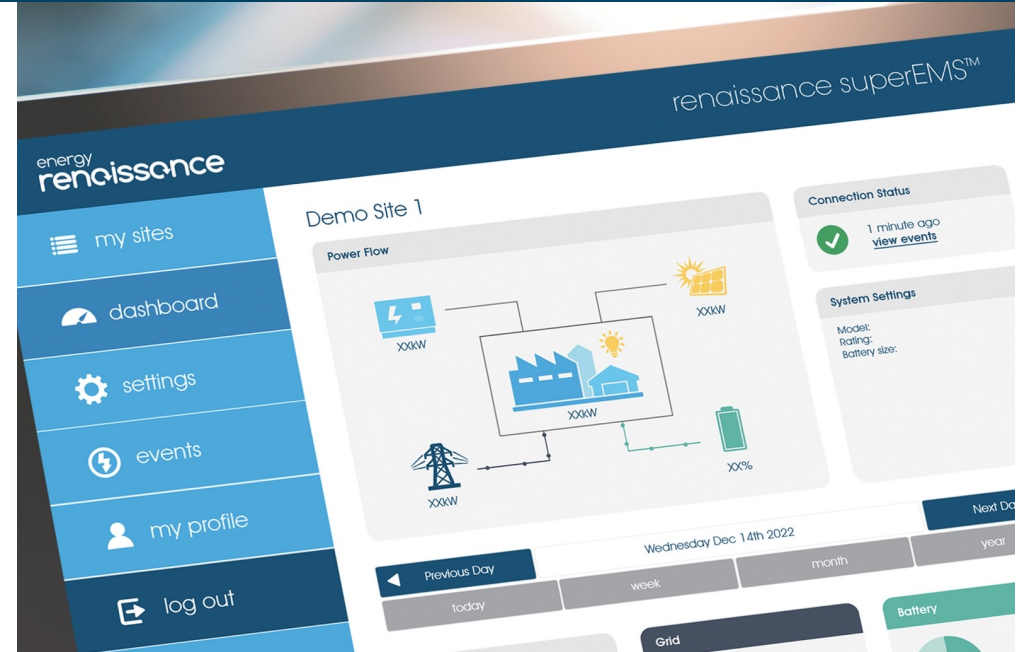 renaissance superEMS™
energy
renaissance
my sites
dashboard
settings
events
my profile
log out
Demo Site 1
Power Flow
XXkW
XXkW
XXkW
XXkW
XX%
Connection Status
1 minute ago
view events
System Settings
Model:
Rating:
Battery size:
Previous Day
Wednesday Dec 14th 2022
Next Da
today
week
month
year
Grid
Battery